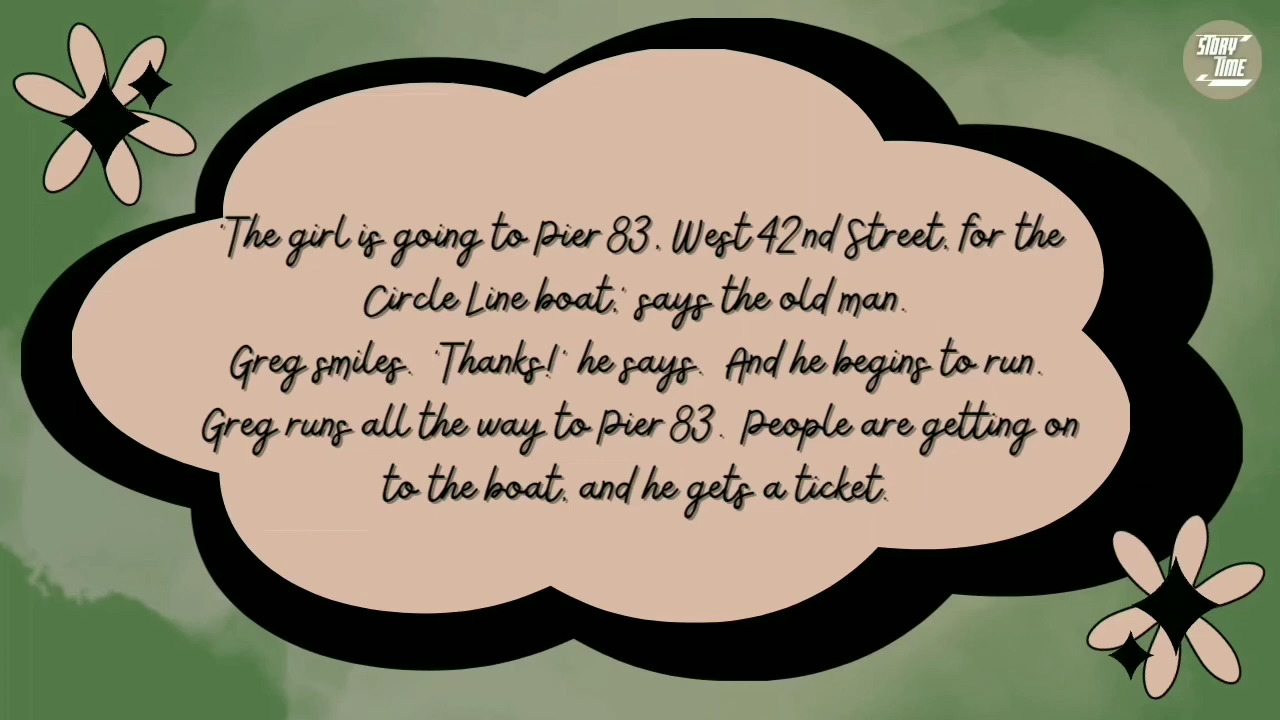 STORY
TIME
'The girl is going to Pier 83, West 42nd Street, for the
Circle Line boat,' says the old man.
Greg smiles. 'Thanks!' he says. And he begins to run.
Greg runs all the way to Pier 83. People are getting on
to the boat, and he gets a ticket.